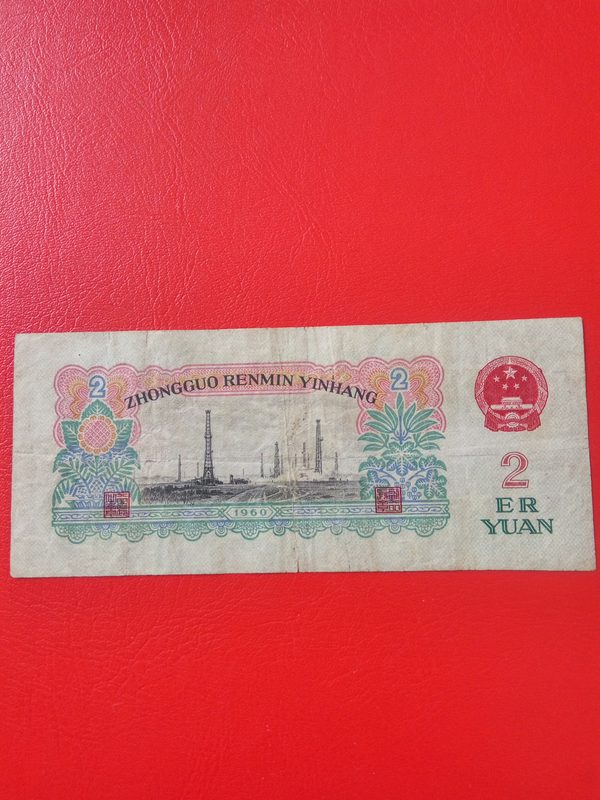 2
2
ZHONGGUO RENMIN YINHANG
1960
2
ER
YUAN